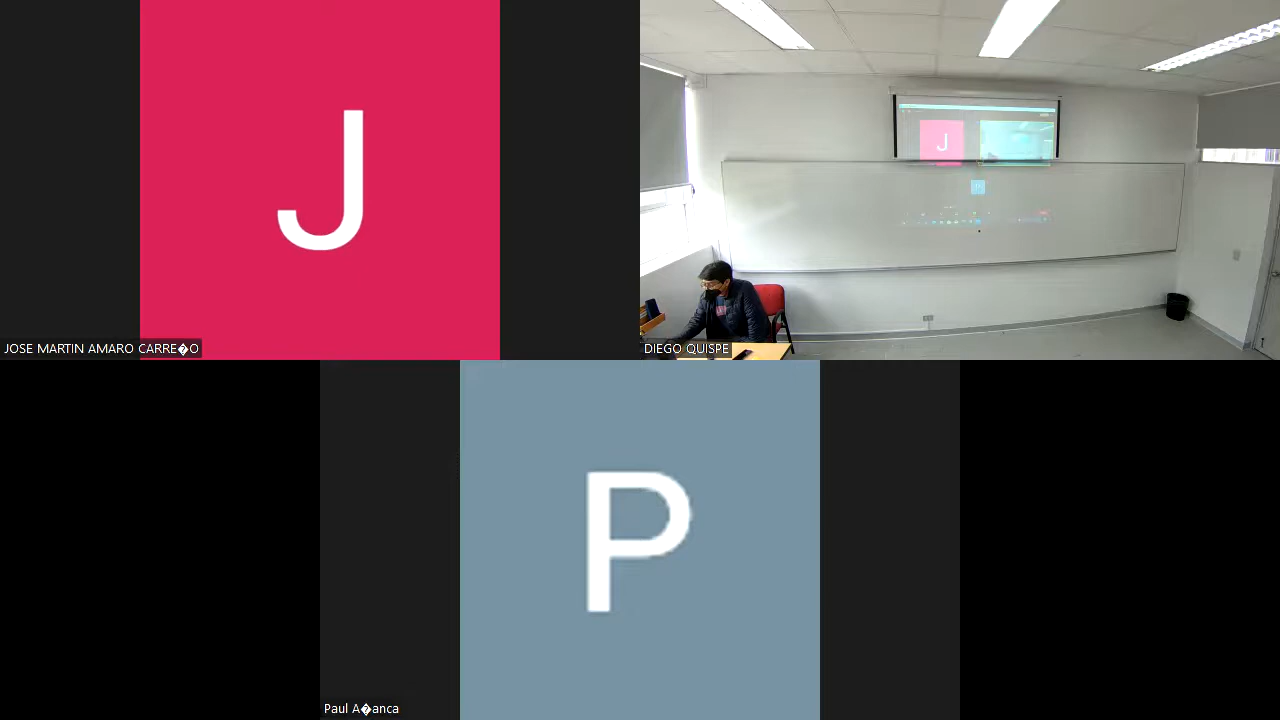 J
J
JOSE MARTIN AMARO CARRE�O
DIEGO QUISPE
P
Paul A�anca